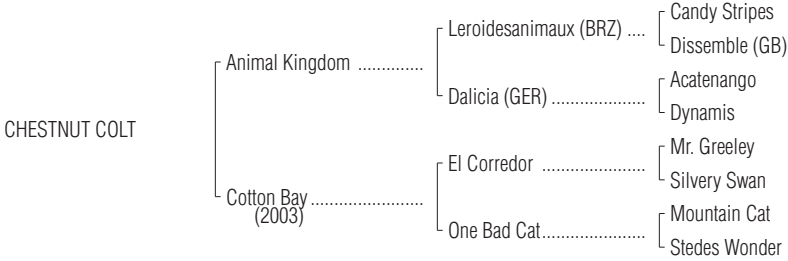 Candy Stripes
Leroidesanimaux (BRZ) ....
Dissemble (GB)
Animal Kingdom ..............
Acatenango
Dalicia (GER) .....................
Dynamis
CHESTNUT COLT
Mr. Greeley
El Corredor .......................
Silvery Swan
Cotton Bay ........................
(2003)
Mountain Cat
One Bad Cat.......................
Stedes Wonder